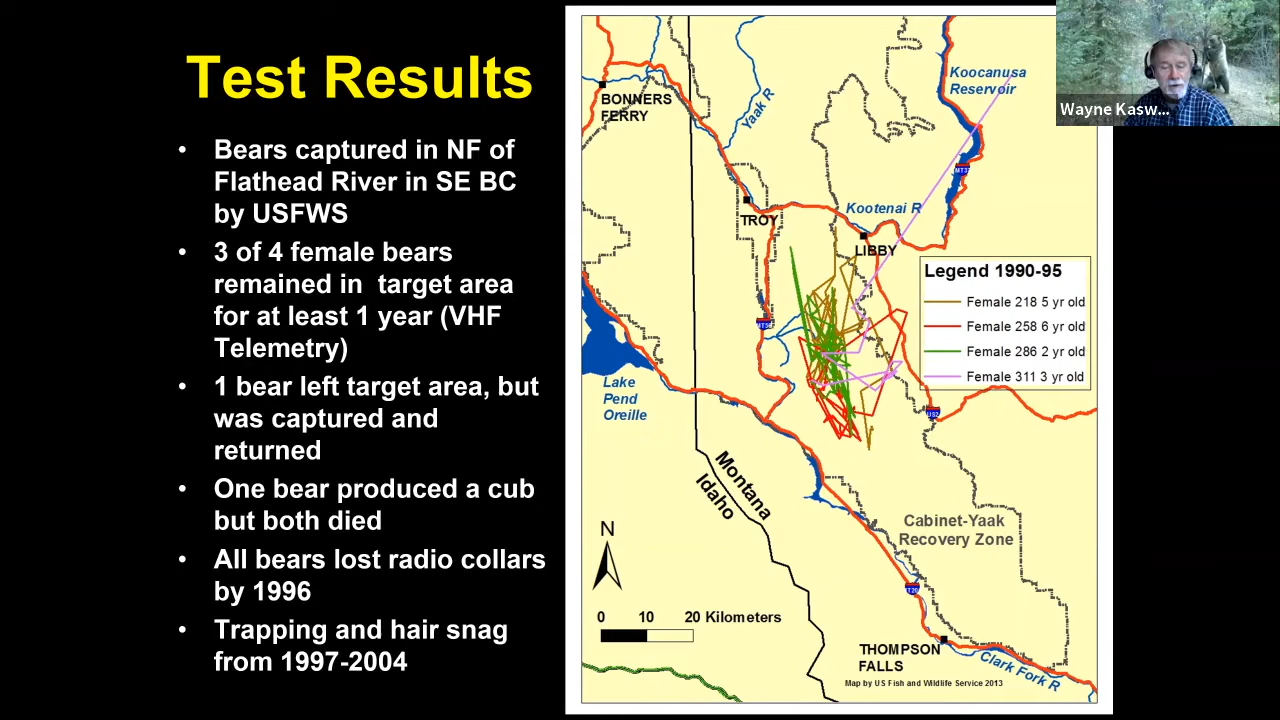 Test Results
• Bears captured in NF of
Flathead River in SE BC
by USFWS
• 3 of 4 female bears
remained in target area
for at least 1 year (VHF
Telemetry)
• 1 bear left target area, but
was captured and
returned
• One bear produced a cub
but both died
• All bears lost radio collars
by 1996
• Trapping and hair snag
from 1997-2004
BONNERS
FERRY
Yaak R
Koocanusa
Reservoir
MT37
TROY
Kootenai R
LIBBY
Legend 1990-95
Female 218 5 yr old
Female 258 6 yr old
Female 286 2 yr old
Female 311 3 yr old
MT56
Lake
Pend
Oreille
US2
Montana
Idaho
Cabinet-Yaak
Recovery Zone
N
0 10 20 Kilometers
THOMPSON
FALLS
Clark Fork R
Map by US Fish and Wildlife Service 2013
Wayne Kasw...